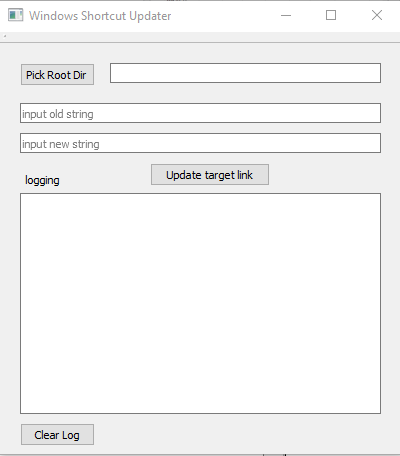 Windows Shortcut Updater
Pick Root Dir
input old string
input new string
Update target link
logging
Clear Log